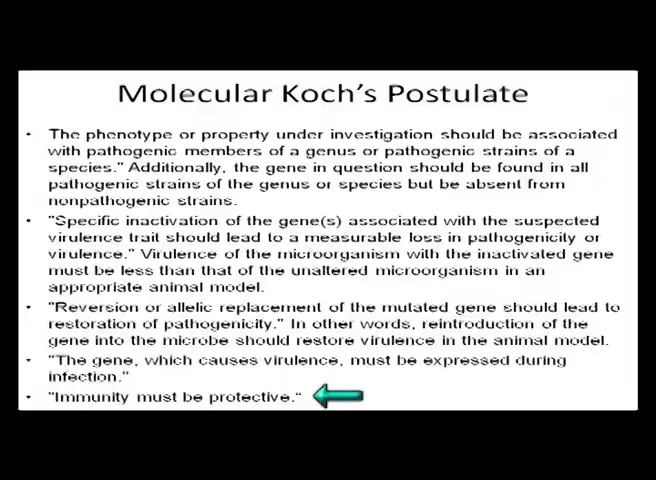 Molecular Koch's Postulate
• The phenotype or property under investigation should be associated
with pathogenic members of a genus or pathogenic strains of a
species." Additionally, the gene in question should be found in all
pathogenic strains of the genus or species but be absent from
nonpathogenic strains.
• "Specific inactivation of the gene(s) associated with the suspected
virulence trait should lead to a measurable loss in pathogenicity or
virulence." Virulence of the microorganism with the inactivated gene
must be less than that of the unaltered microorganism in an
appropriate animal model.
• "Reversion or allelic replacement of the mutated gene should lead to
restoration of pathogenicity." In other words, reintroduction of the
gene into the microbe should restore virulence in the animal model.
• "The gene, which causes virulence, must be expressed during
infection."
• "Immunity must be protective.“